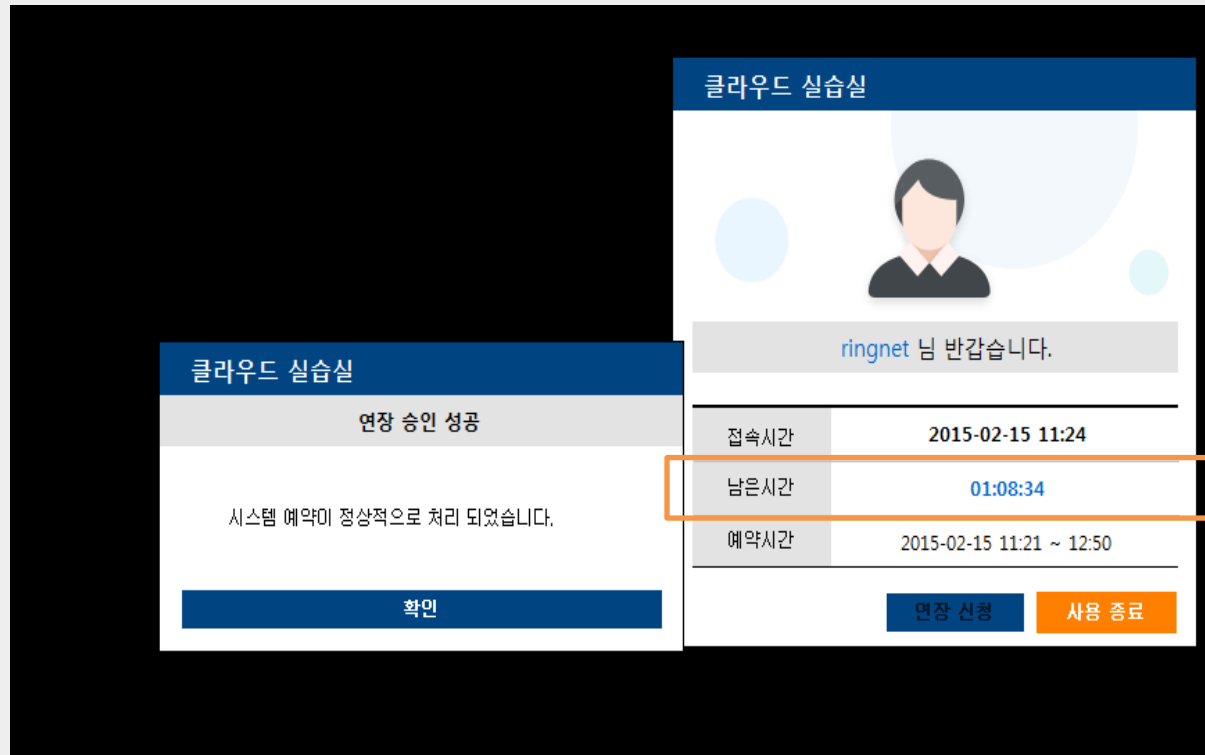 클라우드 실습실
ringnet 님 반갑습니다.
접속시간 2015-02-15 11:24
남은시간 01:08:34
예약시간 2015-02-15 11:21 ~ 12:50
연장 신청 사용 종료
클라우드 실습실
연장 승인 성공
시스템 예약이 정상적으로 처리 되었습니다.
확인